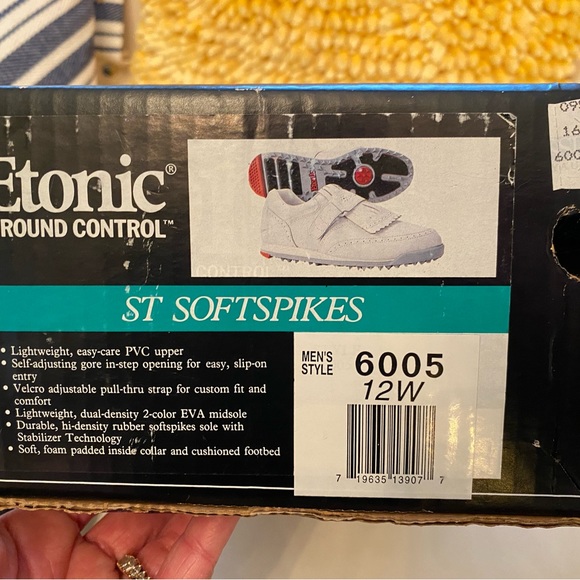 Etonic®
ROUND CONTROL™
ST SOFTSPIKES
• Lightweight, easy-care PVC upper
• Self-adjusting gore in-step opening for easy, slip-on
entry
• Velcro adjustable pull-thru strap for custom fit and
comfort
• Lightweight, dual-density 2-color EVA midsole
• Durable, hi-density rubber softspikes sole with
Stabilizer Technology
• Soft, foam padded inside collar and cushioned footbed
MEN'S
STYLE
6005
12W
7 19635 13907 7
099
16
600